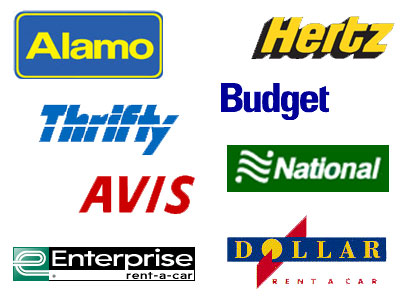 Alamo
Hertz
Thrifty
Budget
AVIS
National
Enterprise
rent-a-car
DOLLAR
RENT A CAR